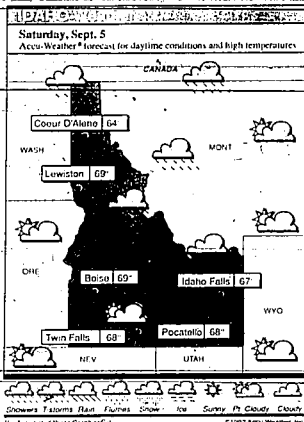 IDAHO
Saturday, Sept. 5
Accu-Weather® forecast for daytime conditions and high temperatures
CANADA
Coeur D'Alene 64°
WASH
MONT
Lewiston 69°
ORE
Boise 69°
Idaho Falls 67°
WYO
Twin Falls 68°
Pocatello 68°
NEV
UTAH
Showers T-storms Rain Flurries Snow Ice Sunny Pt. Cloudy Cloudy